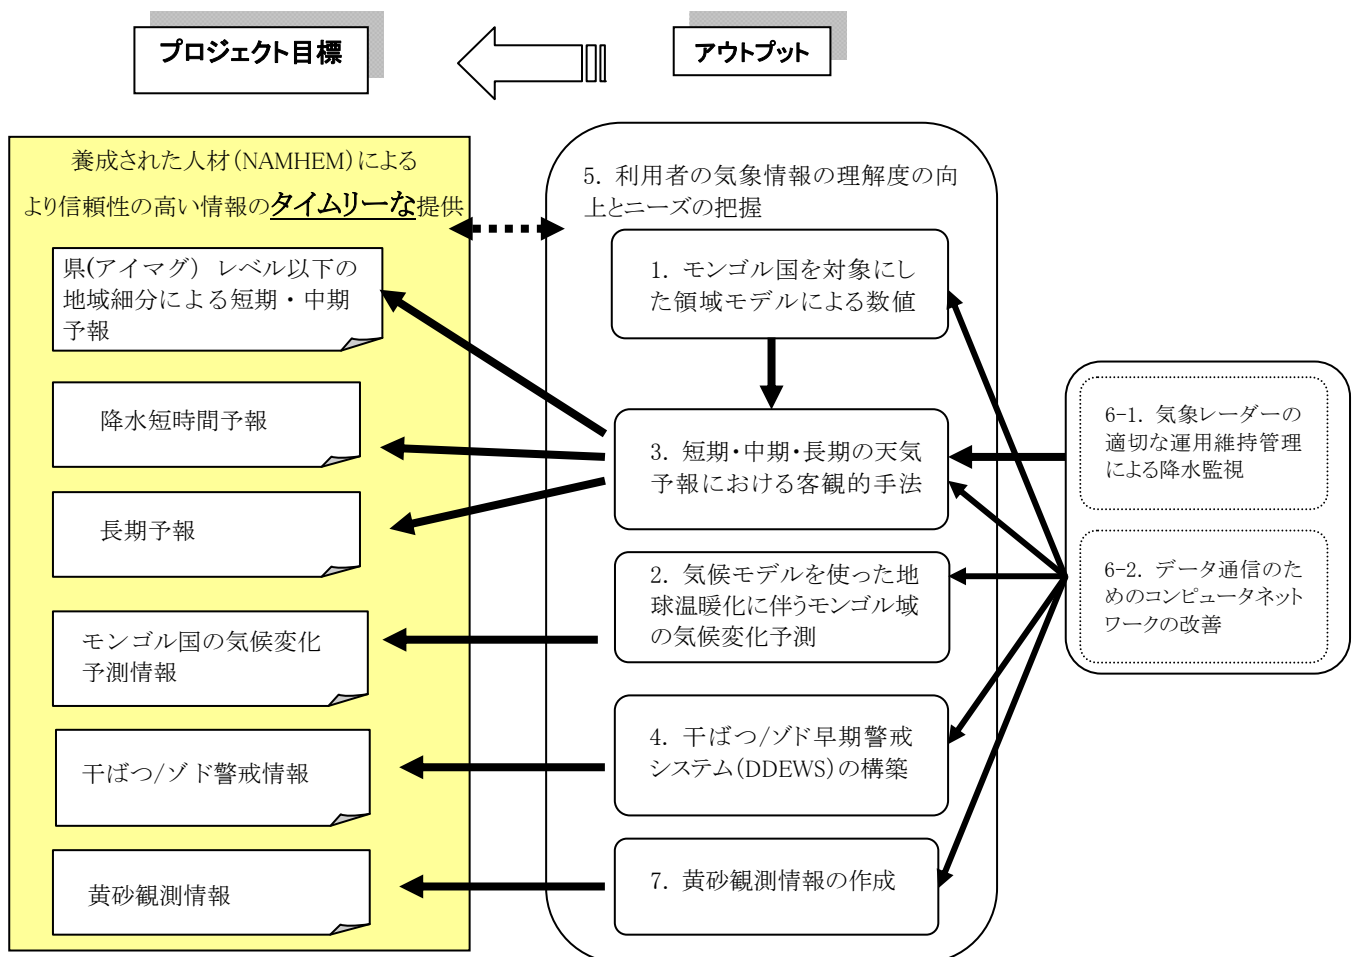 プロジェクト目標
アウトプット
養成された人材(NAMHEM)による
より信頼性の高い情報のタイムリーな提供
県(アイマグ) レベル以下の
地域細分による短期・中期
予報
降水短時間予報
長期予報
モンゴル国の気候変化
予測情報
干ばつ/ゾド警戒情報
黄砂観測情報
5. 利用者の気象情報の理解度の向
上とニーズの把握
1. モンゴル国を対象にし
た領域モデルによる数値
3. 短期・中期・長期の天気
予報における客観的手法
2. 気候モデルを使った地
球温暖化に伴うモンゴル域
の気候変化予測
4. 干ばつ/ゾド早期警戒
システム(DDEWS)の構築
7. 黄砂観測情報の作成
6-1. 気象レーダーの
適切な運用維持管理
による降水監視
6-2. データ通信のた
めのコンピュータネット
ワークの改善